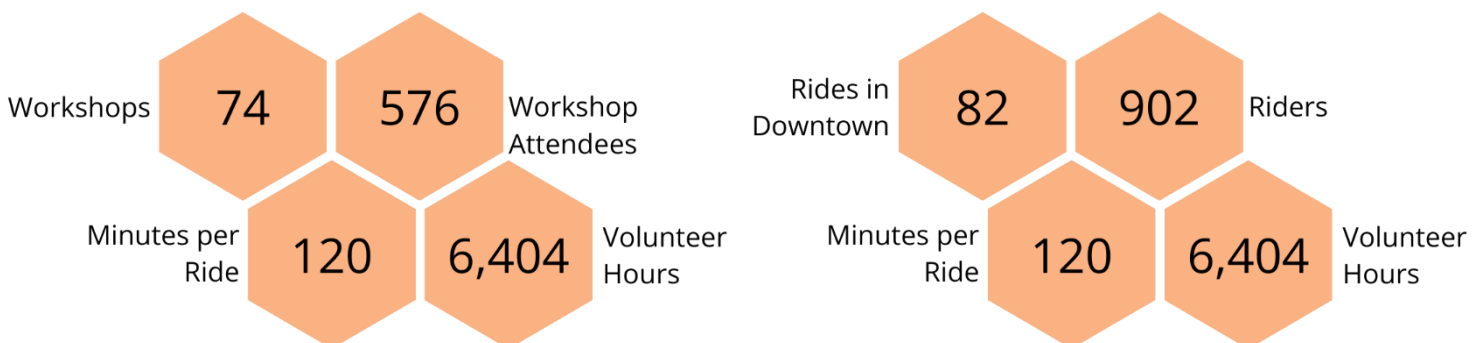 Workshops
74
576
Workshop
Attendees
Minutes per
Ride
120
6,404
Volunteer
Hours
Rides in
Downtown
82
902
Riders
Minutes per
Ride
120
6,404
Volunteer
Hours